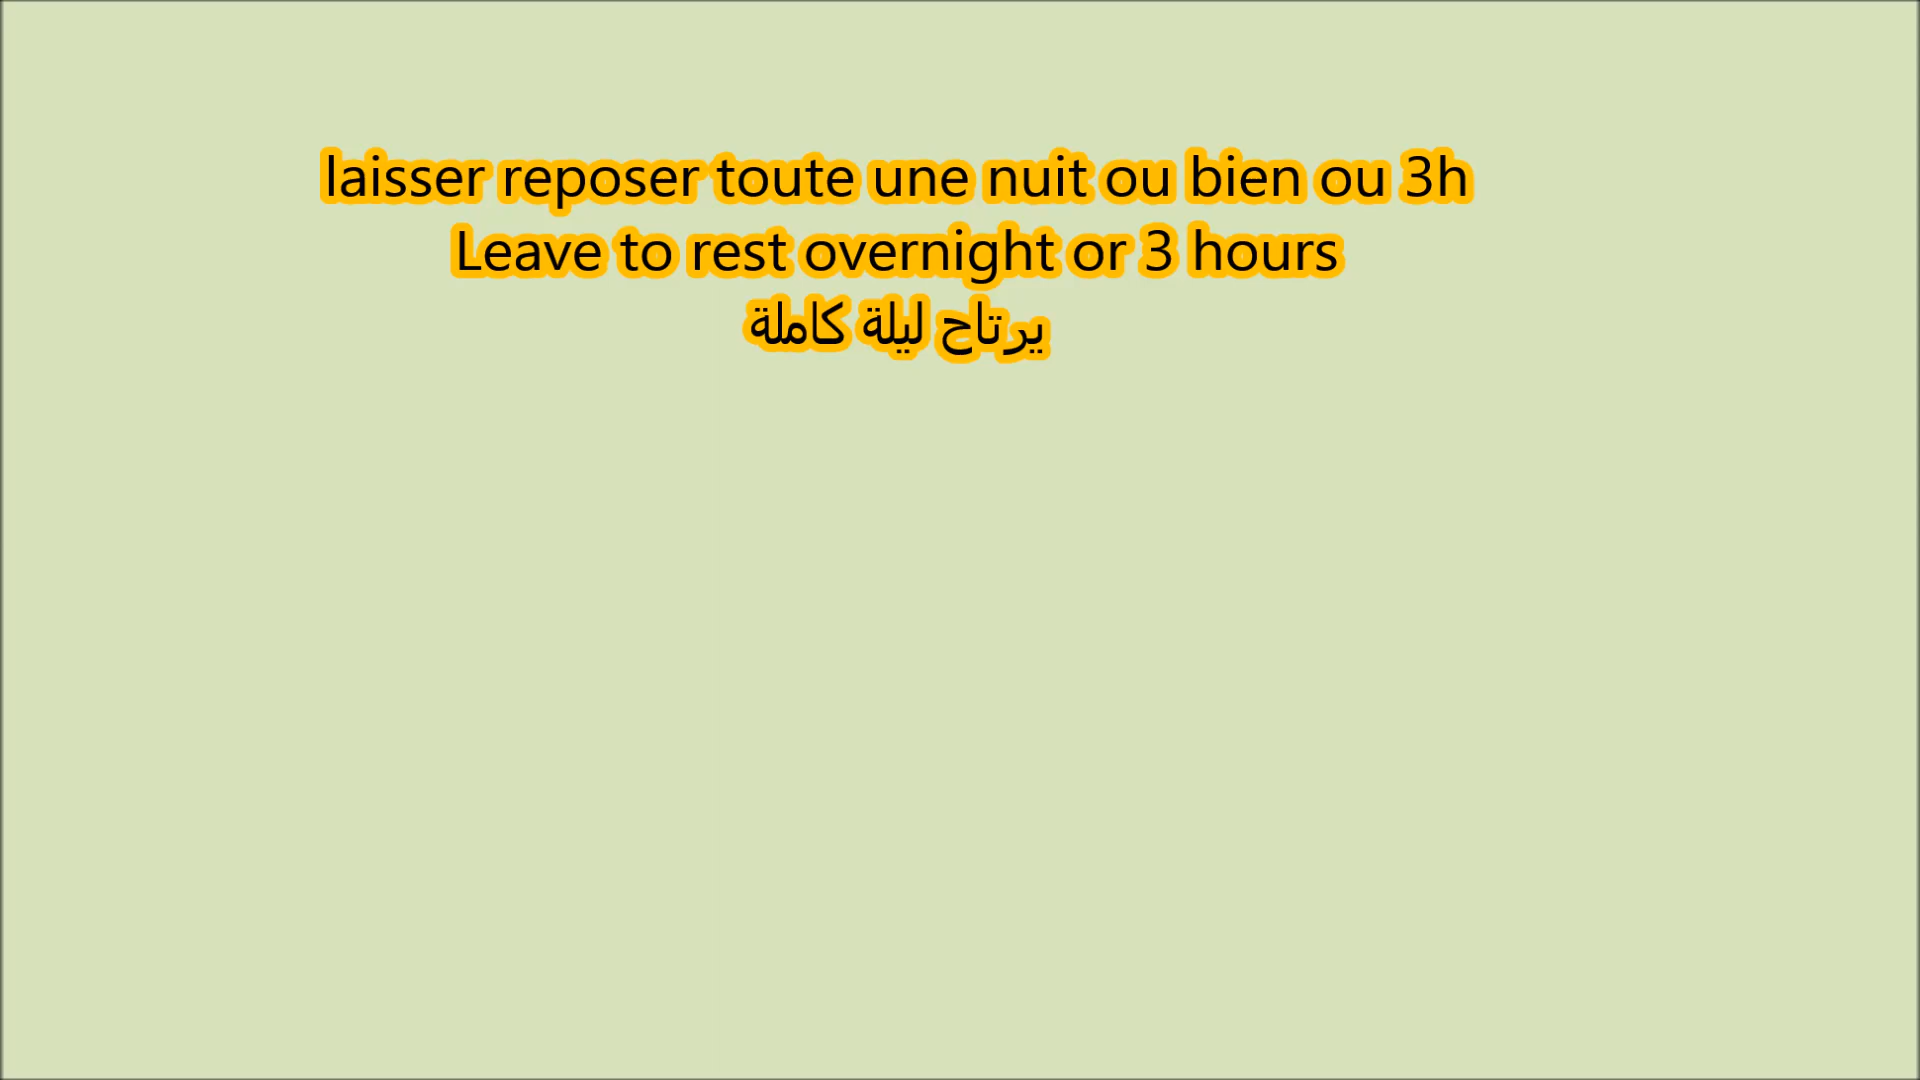 laisser reposer toute une nuit ou bien ou 3h
Leave to rest overnight or 3 hours
يرتاح ليلة كاملة